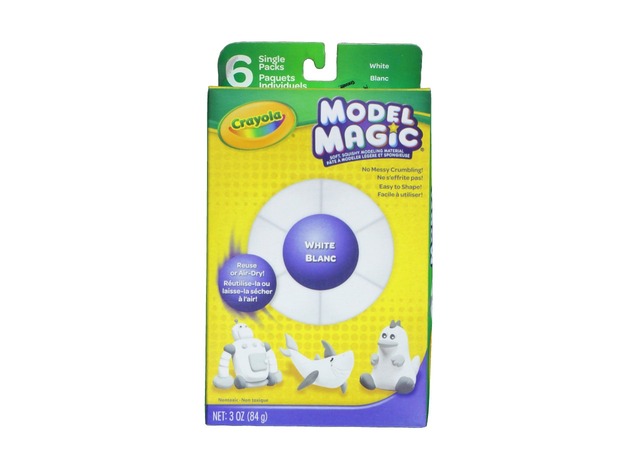 6 Single
Packs
Paquets
Individuels
White
Blanc
Crayola
MODEL
MAGIC®
SOFT, SQUISHY MODELING MATERIAL
PÂTE À MODELER LÉGÈRE ET SPONGIEUSE
No Messy Crumbling!
Ne s'effrite pas!
Easy to Shape!
Facile à utiliser!
WHITE
BLANC
Reuse
or Air-Dry!
Réutilise-la ou
laisse-la sécher
à l'air!
Nontoxic · Non toxique
NET: 3 OZ (84 g)